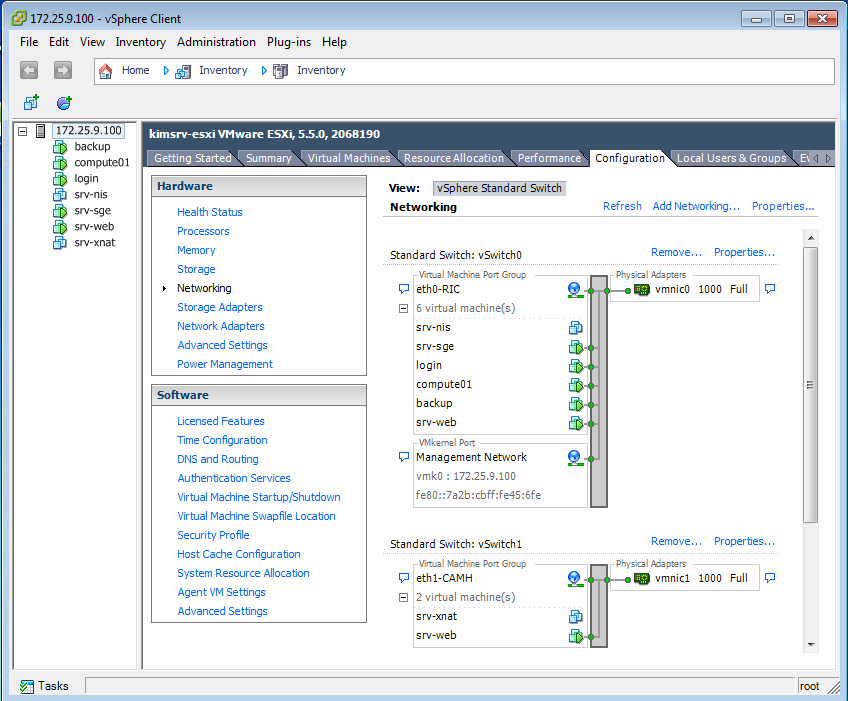 172.25.9.100 - vSphere Client
File Edit View Inventory Administration Plug-ins Help
Home Inventory Inventory
172.25.9.100
backup
compute01
login
srv-nis
srv-sge
srv-web
srv-xnat
kimsrv-esxi VMware ESXi, 5.5.0, 2068190
Getting Started Summary Virtual Machines Resource Allocation Performance Configuration Local Users & Groups Ev
Hardware
Health Status
Processors
Memory
Storage
Networking
Storage Adapters
Network Adapters
Advanced Settings
Power Management
Software
Licensed Features
Time Configuration
DNS and Routing
Authentication Services
Virtual Machine Startup/Shutdown
Virtual Machine Swapfile Location
Security Profile
Host Cache Configuration
System Resource Allocation
Agent VM Settings
Advanced Settings
View: vSphere Standard Switch
Networking Refresh Add Networking... Properties...
Standard Switch: vSwitch0 Remove... Properties...
Virtual Machine Port Group Physical Adapters
eth0-RIC vmnic0 1000 Full
6 virtual machine(s)
srv-nis
srv-sge
login
compute01
backup
srv-web
VMkernel Port
Management Network
vmk0 : 172.25.9.100
fe80::7a2b:cbff:fe45:6fe
Standard Switch: vSwitch1 Remove... Properties...
Virtual Machine Port Group Physical Adapters
eth1-CAMH vmnic1 1000 Full
2 virtual machine(s)
srv-xnat
srv-web
Tasks root